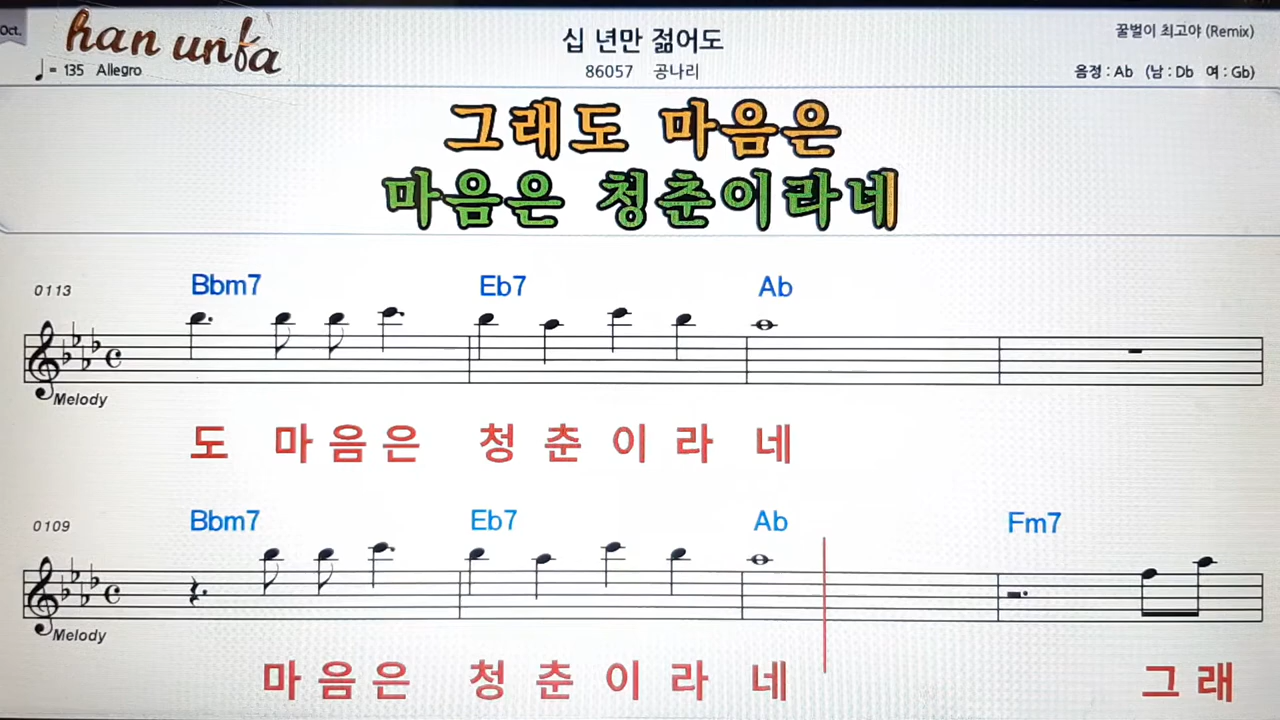 Oct.
han unfa
십 년만 젊어도
꿀벌이 최고야 (Remix)
♩ = 135 Allegro
86057 공나리
음정 : Ab (남 : Db 여 : Gb)
그래도 마음은
마음은 청춘이라네
0113 Bbm7 Eb7 Ab
Melody
도 마 음 은 청 춘 이 라 네
0109 Bbm7 Eb7 Ab Fm7
Melody
마 음 은 청 춘 이 라 네 그 래